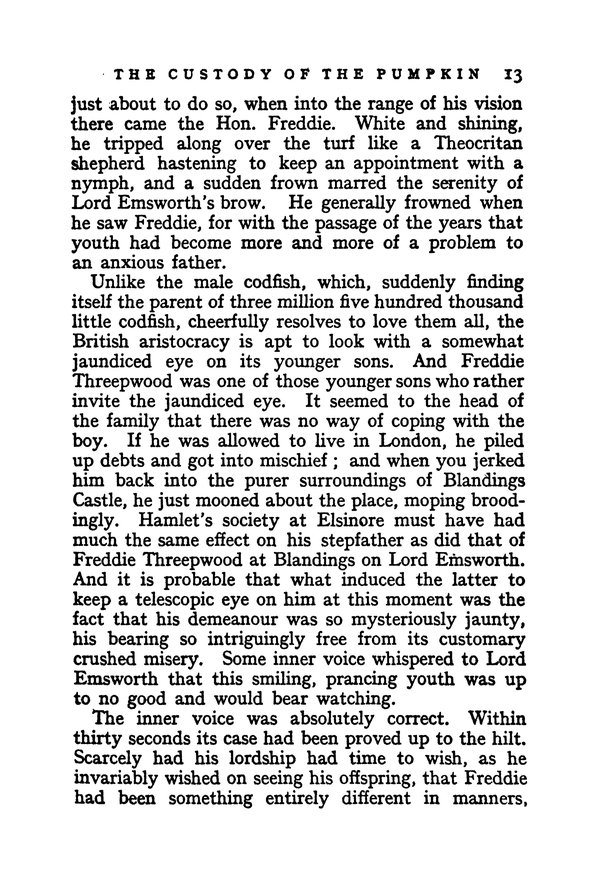 THE CUSTODY OF THE PUMPKIN 13
just about to do so, when into the range of his vision
there came the Hon. Freddie. White and shining,
he tripped along over the turf like a Theocritan
shepherd hastening to keep an appointment with a
nymph, and a sudden frown marred the serenity of
Lord Emsworth's brow. He generally frowned when
he saw Freddie, for with the passage of the years that
youth had become more and more of a problem to
an anxious father.
Unlike the male codfish, which, suddenly finding
itself the parent of three million five hundred thousand
little codfish, cheerfully resolves to love them all, the
British aristocracy is apt to look with a somewhat
jaundiced eye on its younger sons. And Freddie
Threepwood was one of those younger sons who rather
invite the jaundiced eye. It seemed to the head of
the family that there was no way of coping with the
boy. If he was allowed to live in London, he piled
up debts and got into mischief ; and when you jerked
him back into the purer surroundings of Blandings
Castle, he just mooned about the place, moping brood-
ingly. Hamlet's society at Elsinore must have had
much the same effect on his stepfather as did that of
Freddie Threepwood at Blandings on Lord Emsworth.
And it is probable that what induced the latter to
keep a telescopic eye on him at this moment was the
fact that his demeanour was so mysteriously jaunty,
his bearing so intriguingly free from its customary
crushed misery. Some inner voice whispered to Lord
Emsworth that this smiling, prancing youth was up
to no good and would bear watching.
The inner voice was absolutely correct. Within
thirty seconds its case had been proved up to the hilt.
Scarcely had his lordship had time to wish, as he
invariably wished on seeing his offspring, that Freddie
had been something entirely different in manners,